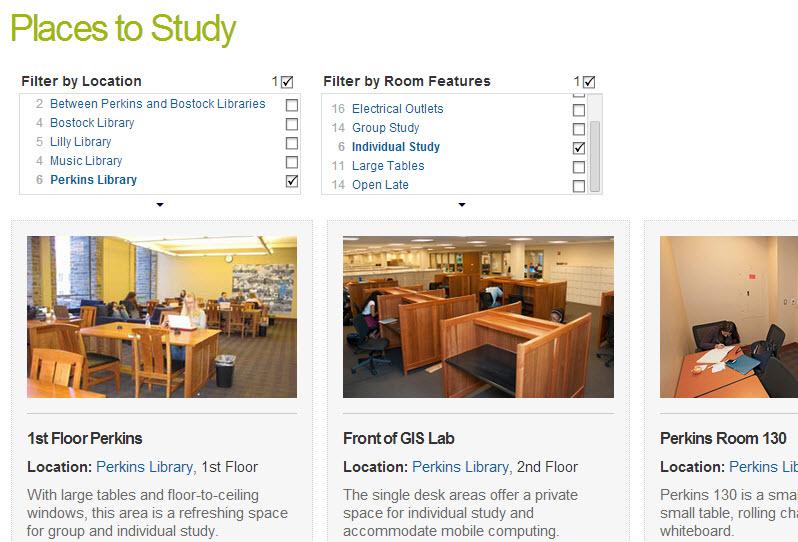 Places to Study
Filter by Location 1
2 Between Perkins and Bostock Libraries
4 Bostock Library
5 Lilly Library
4 Music Library
6 Perkins Library
Filter by Room Features 1
16 Electrical Outlets
14 Group Study
6 Individual Study
11 Large Tables
14 Open Late
1st Floor Perkins
Location: Perkins Library, 1st Floor
With large tables and floor-to-ceiling
windows, this area is a refreshing space
for group and individual study.
Front of GIS Lab
Location: Perkins Library, 2nd Floor
The single desk areas offer a private
space for individual study and
accommodate mobile computing.
Perkins Room 130
Location: Perkins Lib
Perkins 130 is a smal
small table, rolling cha
whiteboard.